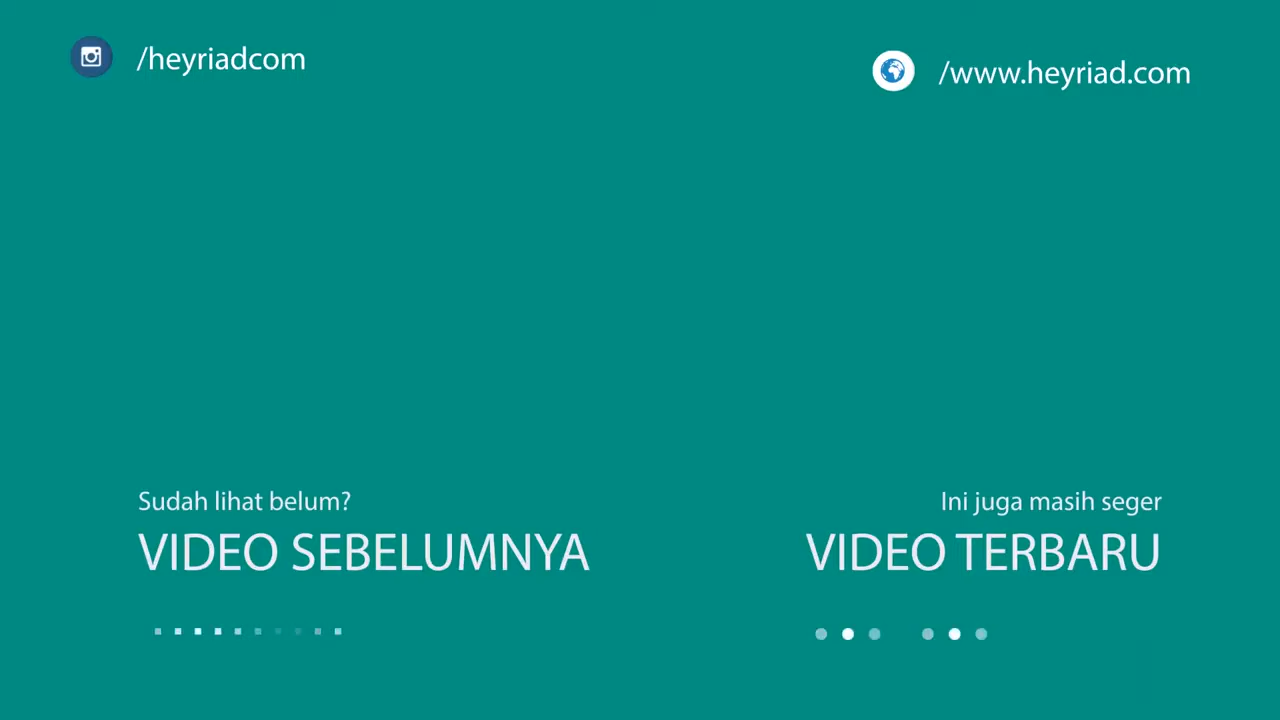 /heyriadcom
/www.heyriad.com
Sudah lihat belum?
VIDEO SEBELUMNYA
Ini juga masih seger
VIDEO TERBARU